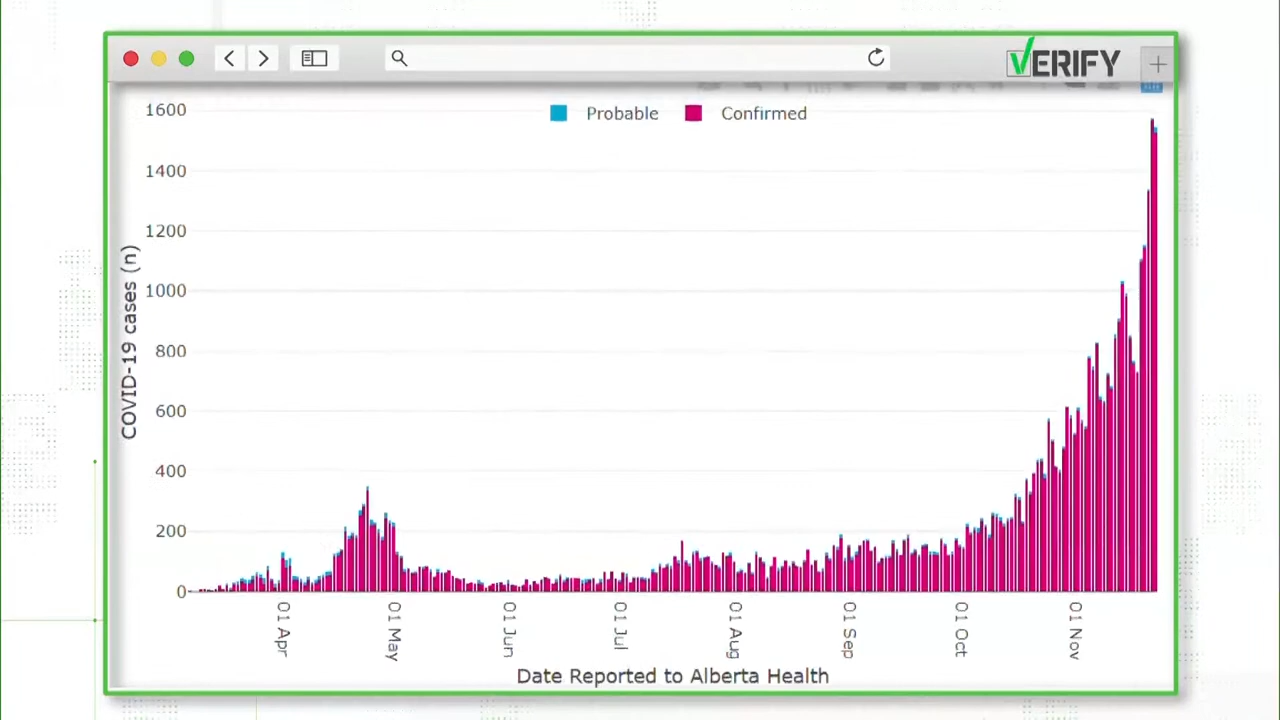 VERIFY
1600
Probable Confirmed
1400
1200
1000
800
600
400
200
0
COVID-19 cases (n)
01 Apr
01 May
01 Jun
01 Jul
01 Aug
01 Sep
01 Oct
01 Nov
Date Reported to Alberta Health